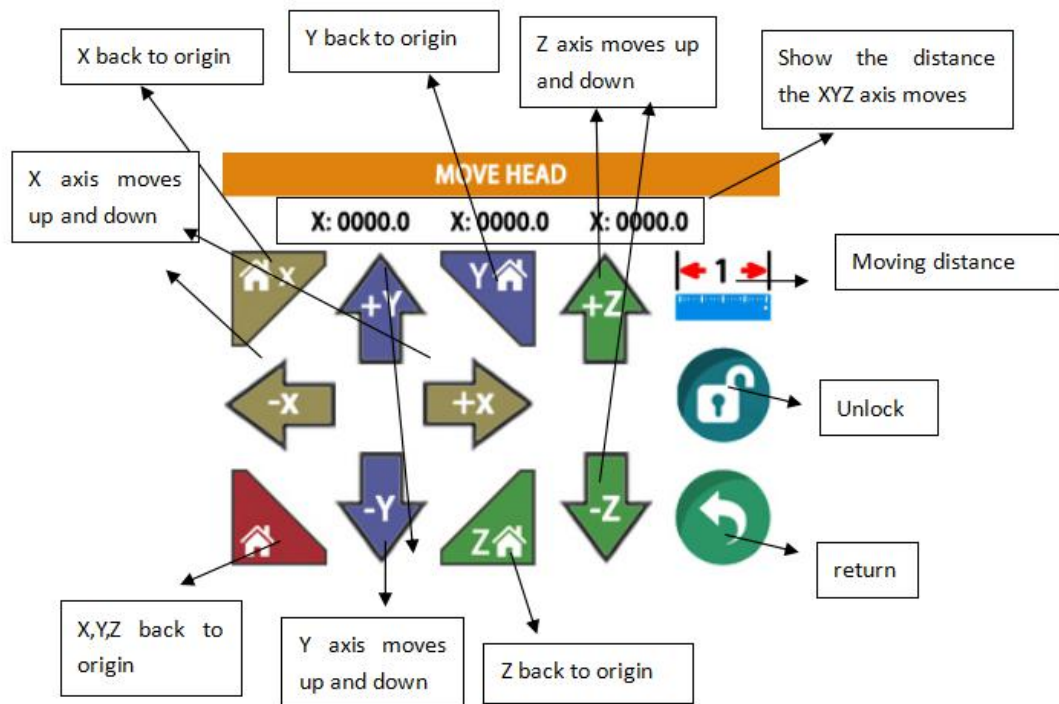 X back to origin
Y back to origin
Z axis moves up
and down
Show the distance
the XYZ axis moves
X axis moves
up and down
MOVE HEAD
X: 0000.0 X: 0000.0 X: 0000.0
X
+Y
Y
+Z
1
Moving distance
-X
+X
Unlock
-Y
Z
-Z
return
X,Y,Z back to
origin
Y axis moves
up and down
Z back to origin